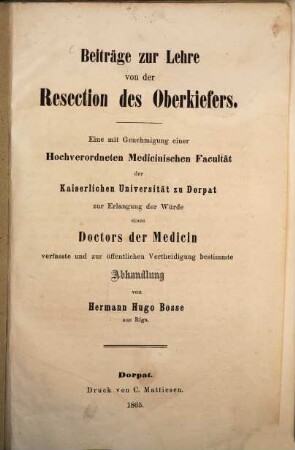 Beiträge zur Lehre
von der
Resection des Oberkiefers.
Eine mit Genehmigung einer
Hochverordneten Medicinischen Facultät
der
Kaiserlichen Universität zu Dorpat
zur Erlangung der Würde
eines
Doctors der Medicin
verfasste und zur öffentlichen Vertheidigung bestimmte
Abhandlung
von
Hermann Hugo Bosse
aus Riga.
Dorpat.
Druck von C. Mattiesen.
1865.